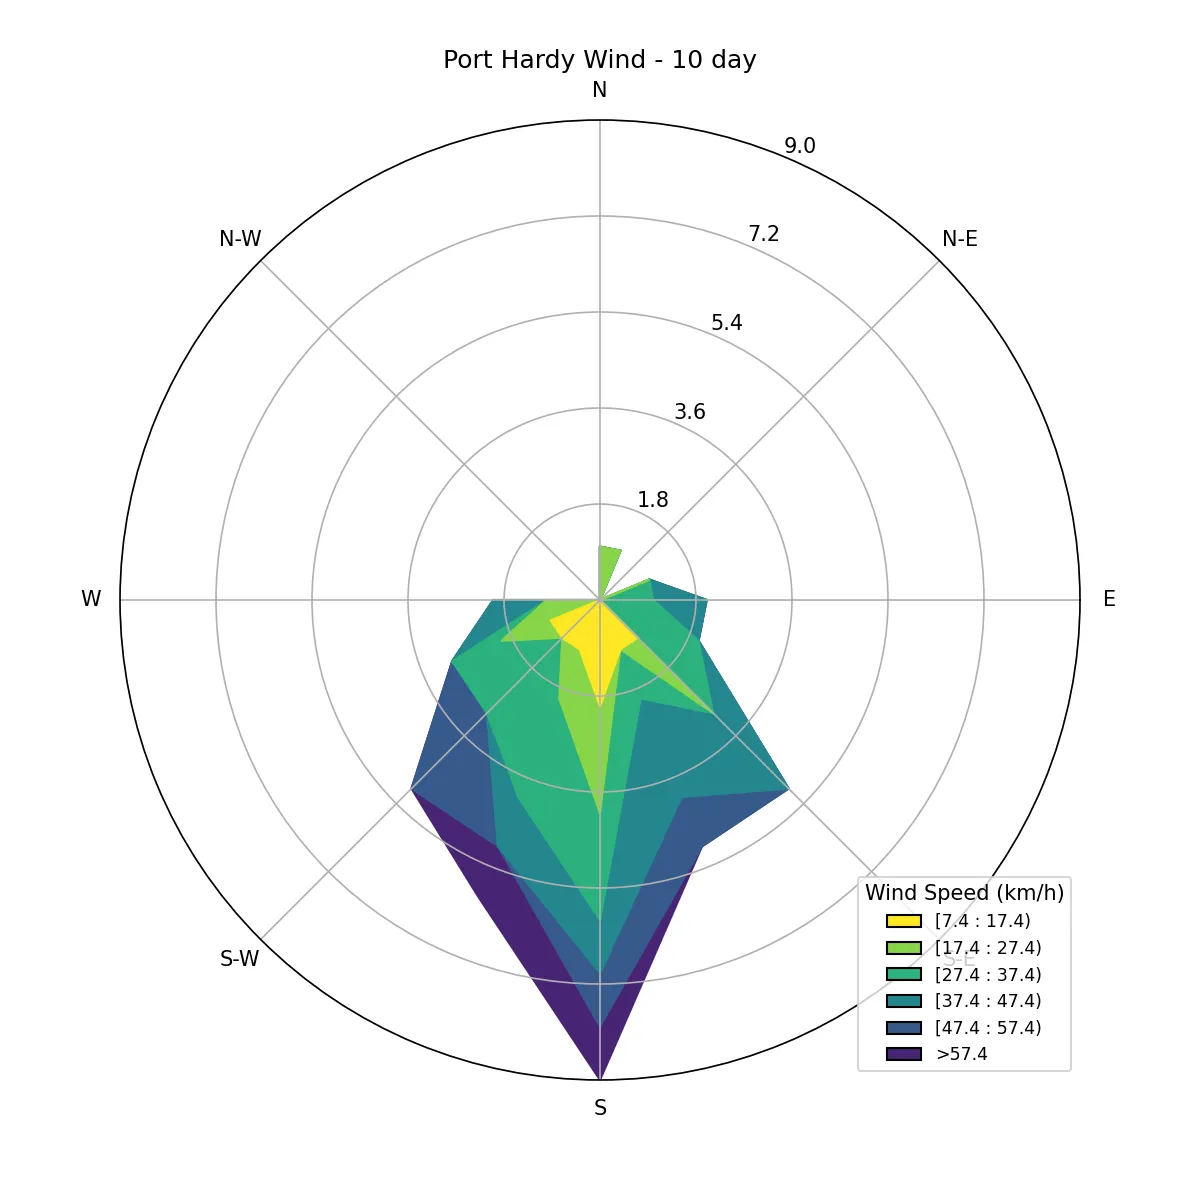 Port Hardy Wind - 10 day
N
9.0
N-W
7.2
N-E
5.4
3.6
1.8
W
E
Wind Speed (km/h)
[7.4 : 17.4)
[17.4 : 27.4)
[27.4 : 37.4)
[37.4 : 47.4)
[47.4 : 57.4)
>57.4
S-W
S-E
S